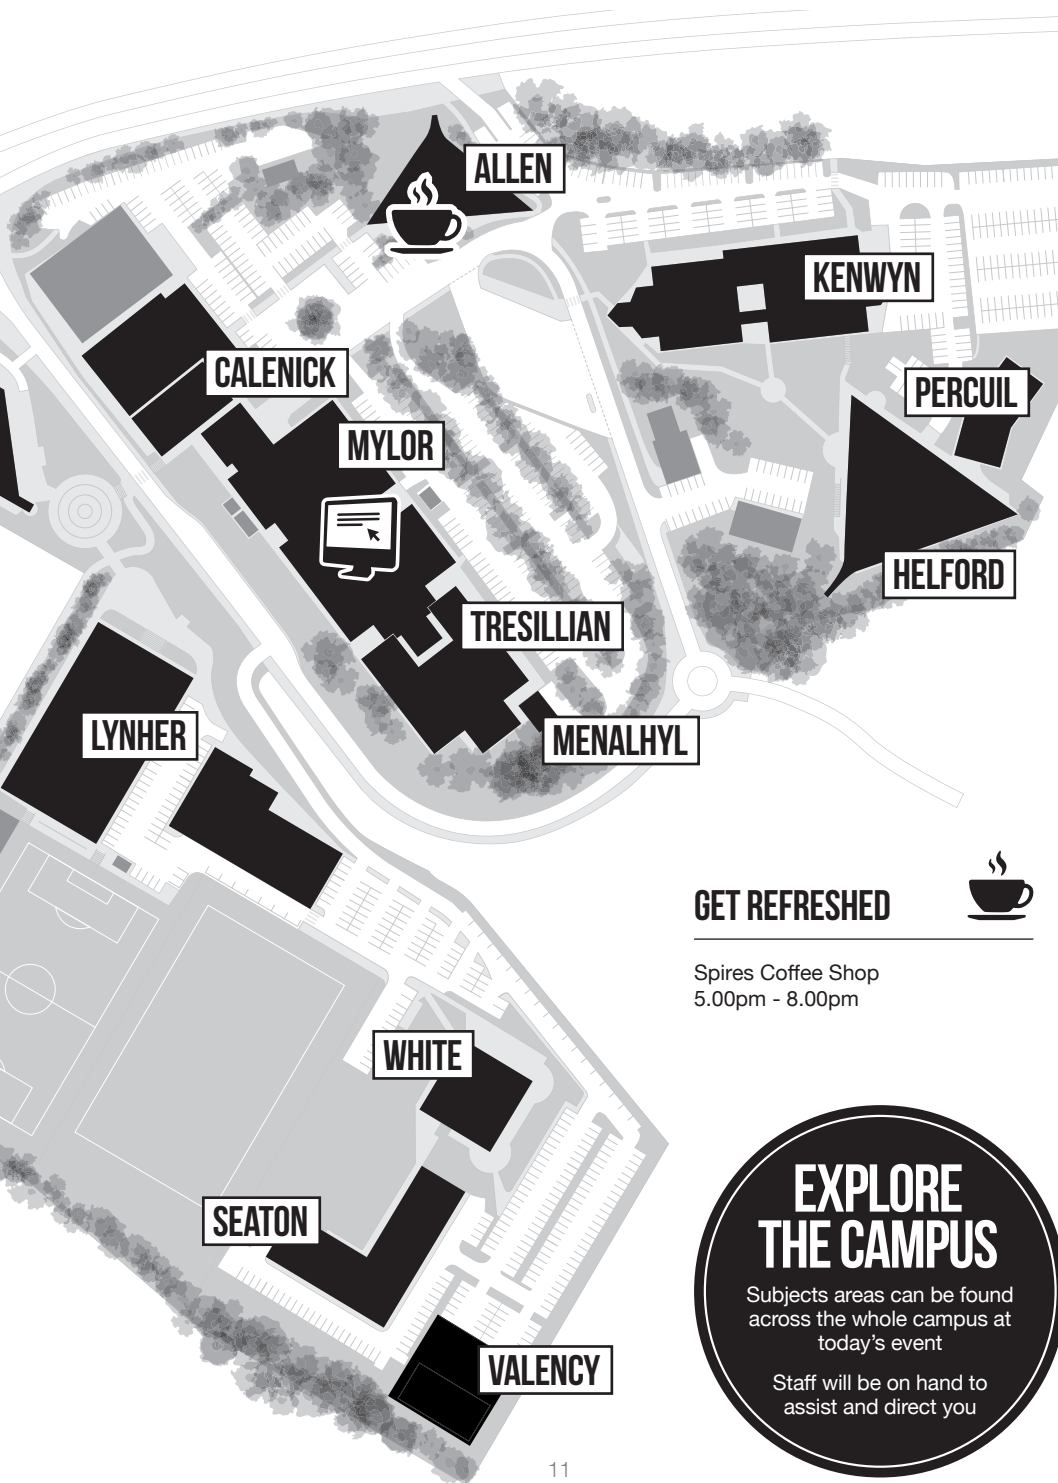 ALLEN
KENWYN
CALENICK
PERCUIL
MYLOR
HELFORD
TRESILLIAN
LYNHER
MENALHYL
GET REFRESHED
Spires Coffee Shop
5.00pm - 8.00pm
WHITE
EXPLORE
THE CAMPUS
Subjects areas can be found
across the whole campus at
today's event
Staff will be on hand to
assist and direct you
SEATON
VALENCY
11